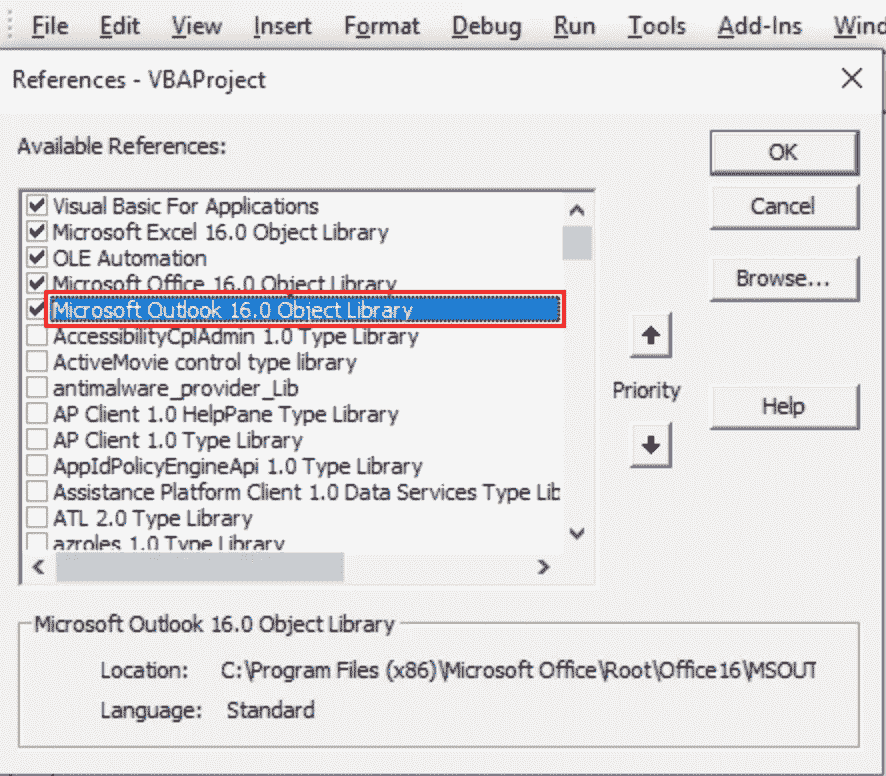 File Edit View Insert Format Debug Run Tools Add-Ins
References - VBAProject
Available References:
OK
Visual Basic For Applications
Microsoft Excel 16.0 Object Library
OLE Automation
Microsoft Office 16.0 Object Library
Microsoft Outlook 16.0 Object Library
AccessibilityCplAdmin 1.0 Type Library
ActiveMovie control type library
antimalware_provider_Lib
AP Client 1.0 HelpPane Type Library
AP Client 1.0 Type Library
AppIdPolicyEngineApi 1.0 Type Library
Assistance Platform Client 1.0 Data Services Type Lib
ATL 2.0 Type Library
azroles 1.0 Type Library
Cancel
Browse...
Priority
Help
Microsoft Outlook 16.0 Object Library
Location: C:\Program Files (x86)\Microsoft Office\Root\Office16\MSOUT
Language: Standard